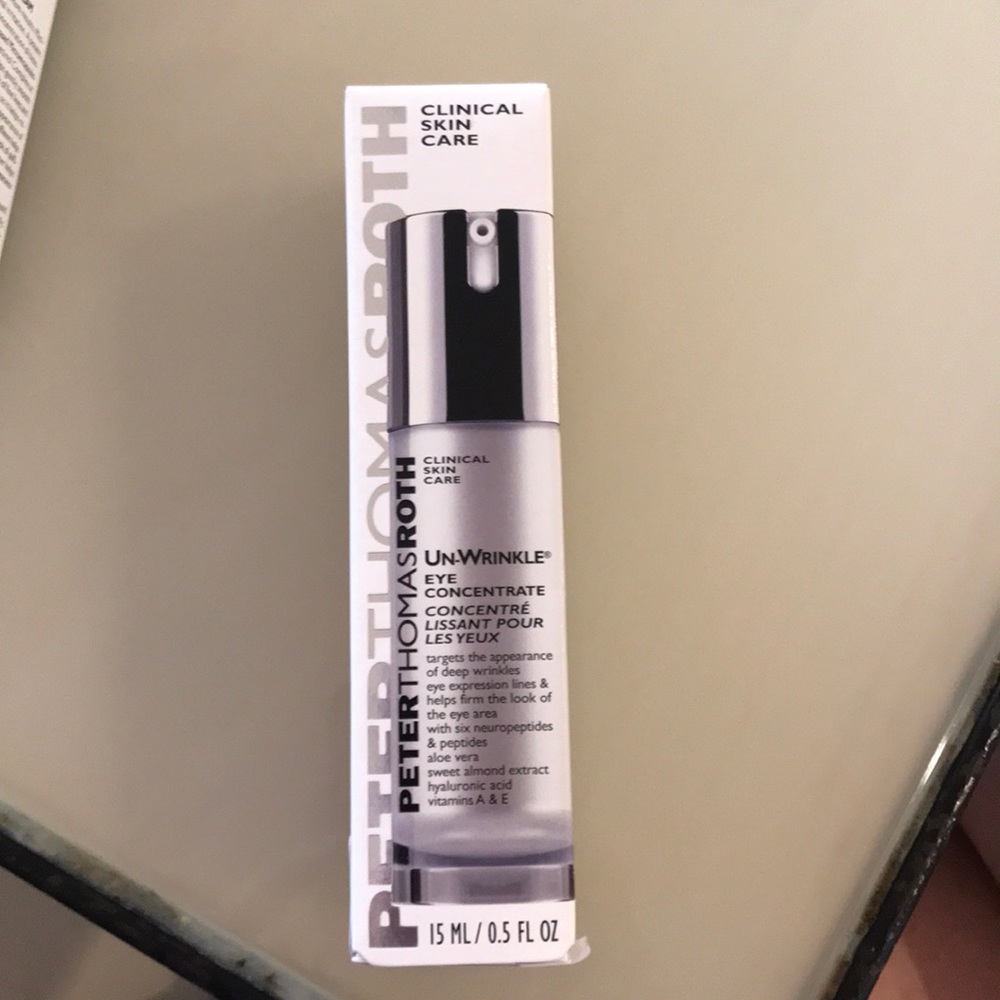 CLINICAL
SKIN
CARE
PETERTHOMASROTH
CLINICAL
SKIN
CARE
PETERTHOMASROTH
UN-WRINKLE®
EYE
CONCENTRATE
CONCENTRÉ
LISSANT POUR
LES YEUX
targets the appearance
of deep wrinkles
eye expression lines &
helps firm the look of
the eye area
with six neuropeptides
& peptides
aloe vera
sweet almond extract
hyaluronic acid
vitamins A & E
15 ML / 0.5 FL OZ